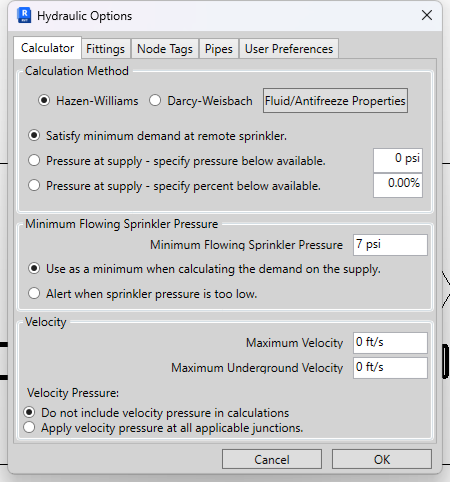 Hydraulic Options
Calculator Fittings Node Tags Pipes User Preferences
Calculation Method
Hazen-Williams Darcy-Weisbach Fluid/Antifreeze Properties
Satisfy minimum demand at remote sprinkler.
Pressure at supply - specify pressure below available. 0 psi
Pressure at supply - specify percent below available. 0.00%
Minimum Flowing Sprinkler Pressure
Minimum Flowing Sprinkler Pressure 7 psi
Use as a minimum when calculating the demand on the supply.
Alert when sprinkler pressure is too low.
Velocity
Maximum Velocity 0 ft/s
Maximum Underground Velocity 0 ft/s
Velocity Pressure:
Do not include velocity pressure in calculations
Apply velocity pressure at all applicable junctions.
Cancel OK